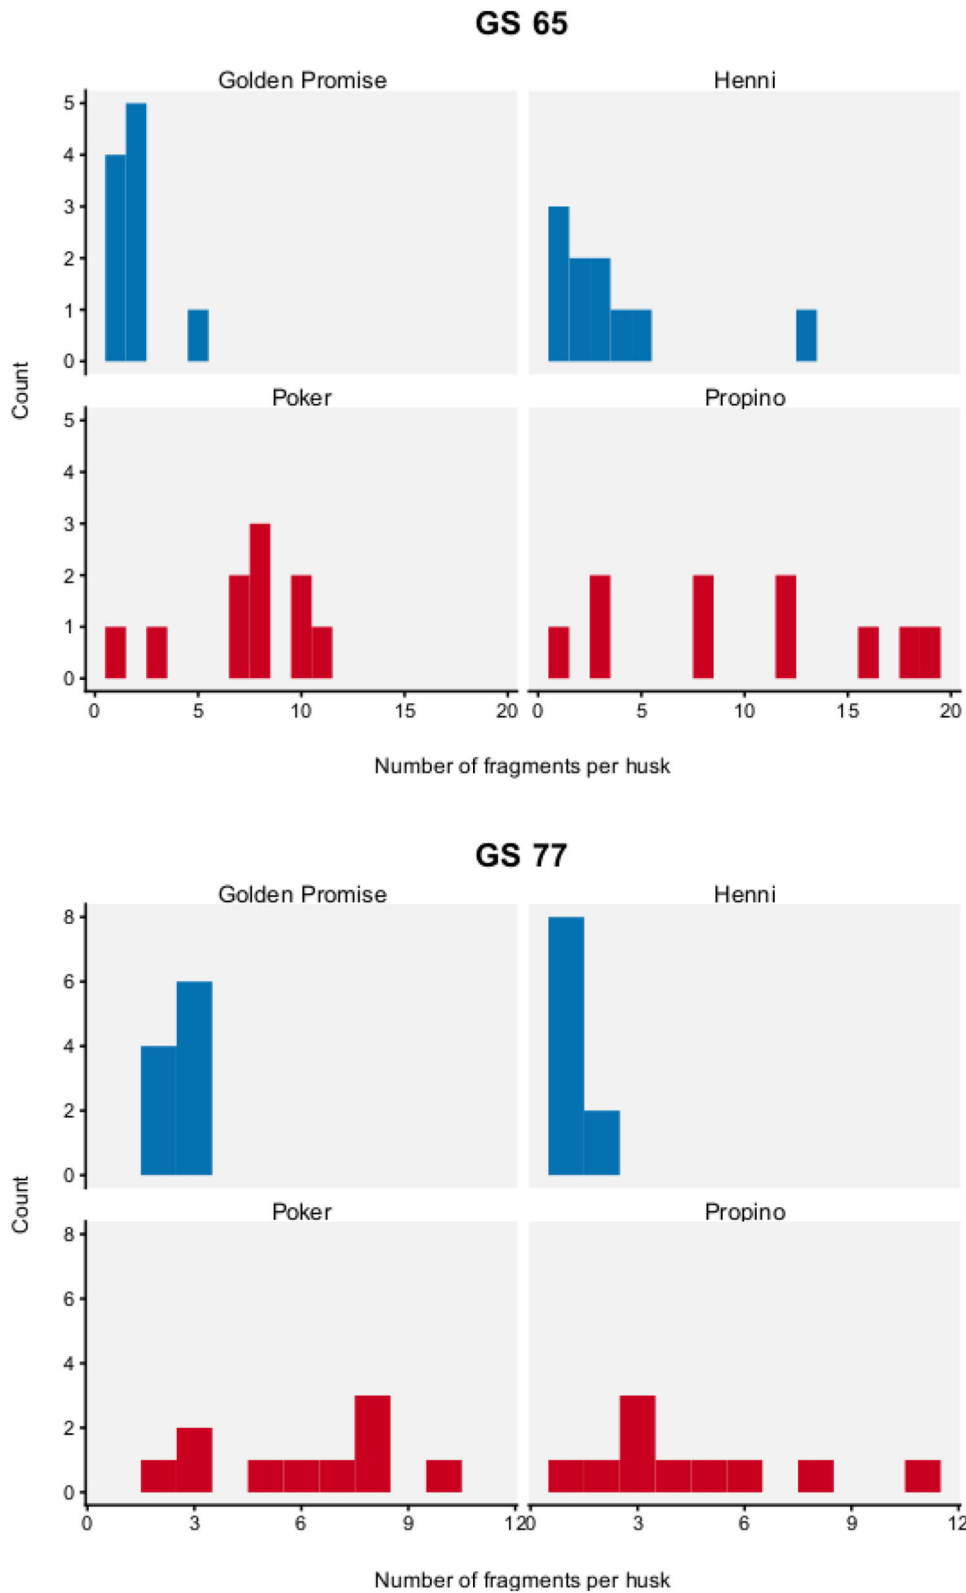 GS 65
Golden Promise Henni
5
4
3
2
1
0
Count
Poker Propino
5
4
3
2
1
0
0 5 10 15 20 0 5 10 15 20
Number of fragments per husk
GS 77
Golden Promise Henni
8
6
4
2
0
Count
Poker Propino
8
6
4
2
0
0 3 6 9 12 0 3 6 9 12
Number of fragments per husk